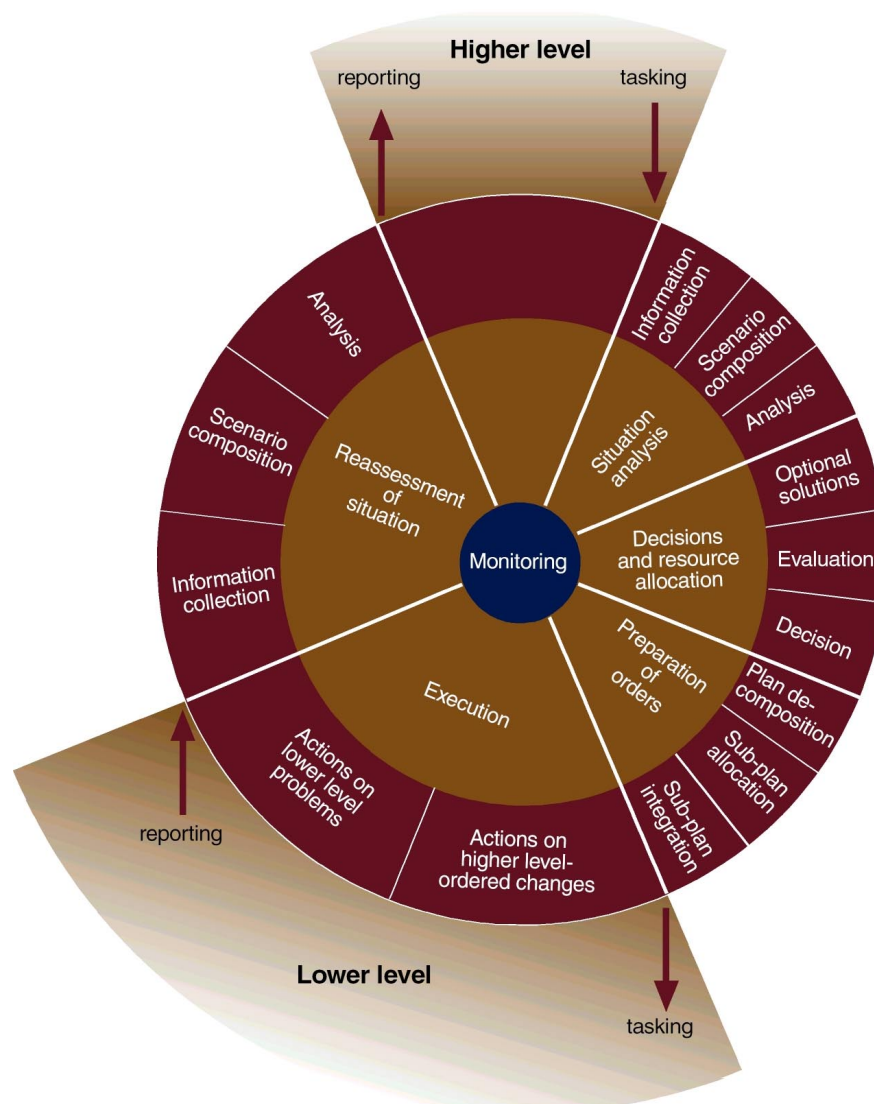 Higher level
reporting
tasking
Information
collection
Scenario
composition
Analysis
Situation
analysis
Optional
solutions
Evaluation
Decision
Decisions
and resource
allocation
Plan de-
composition
Sub-plan
allocation
Sub-plan
integration
Preparation
of
orders
Monitoring
Execution
Actions on
higher level-
ordered changes
Actions on
lower level
problems
Reassessment
of
situation
Information
collection
Scenario
composition
Analysis
reporting
Lower level
tasking